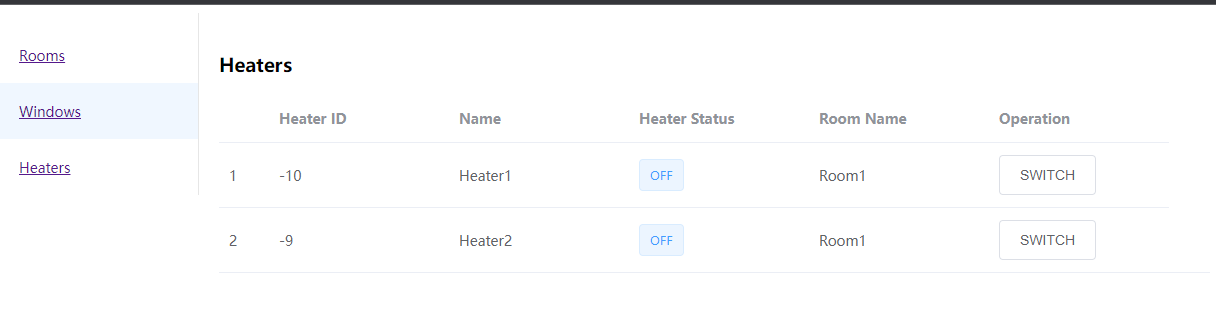 Rooms
Windows
Heaters
Heaters
Heater ID Name Heater Status Room Name Operation
1 -10 Heater1 OFF Room1 SWITCH
2 -9 Heater2 OFF Room1 SWITCH